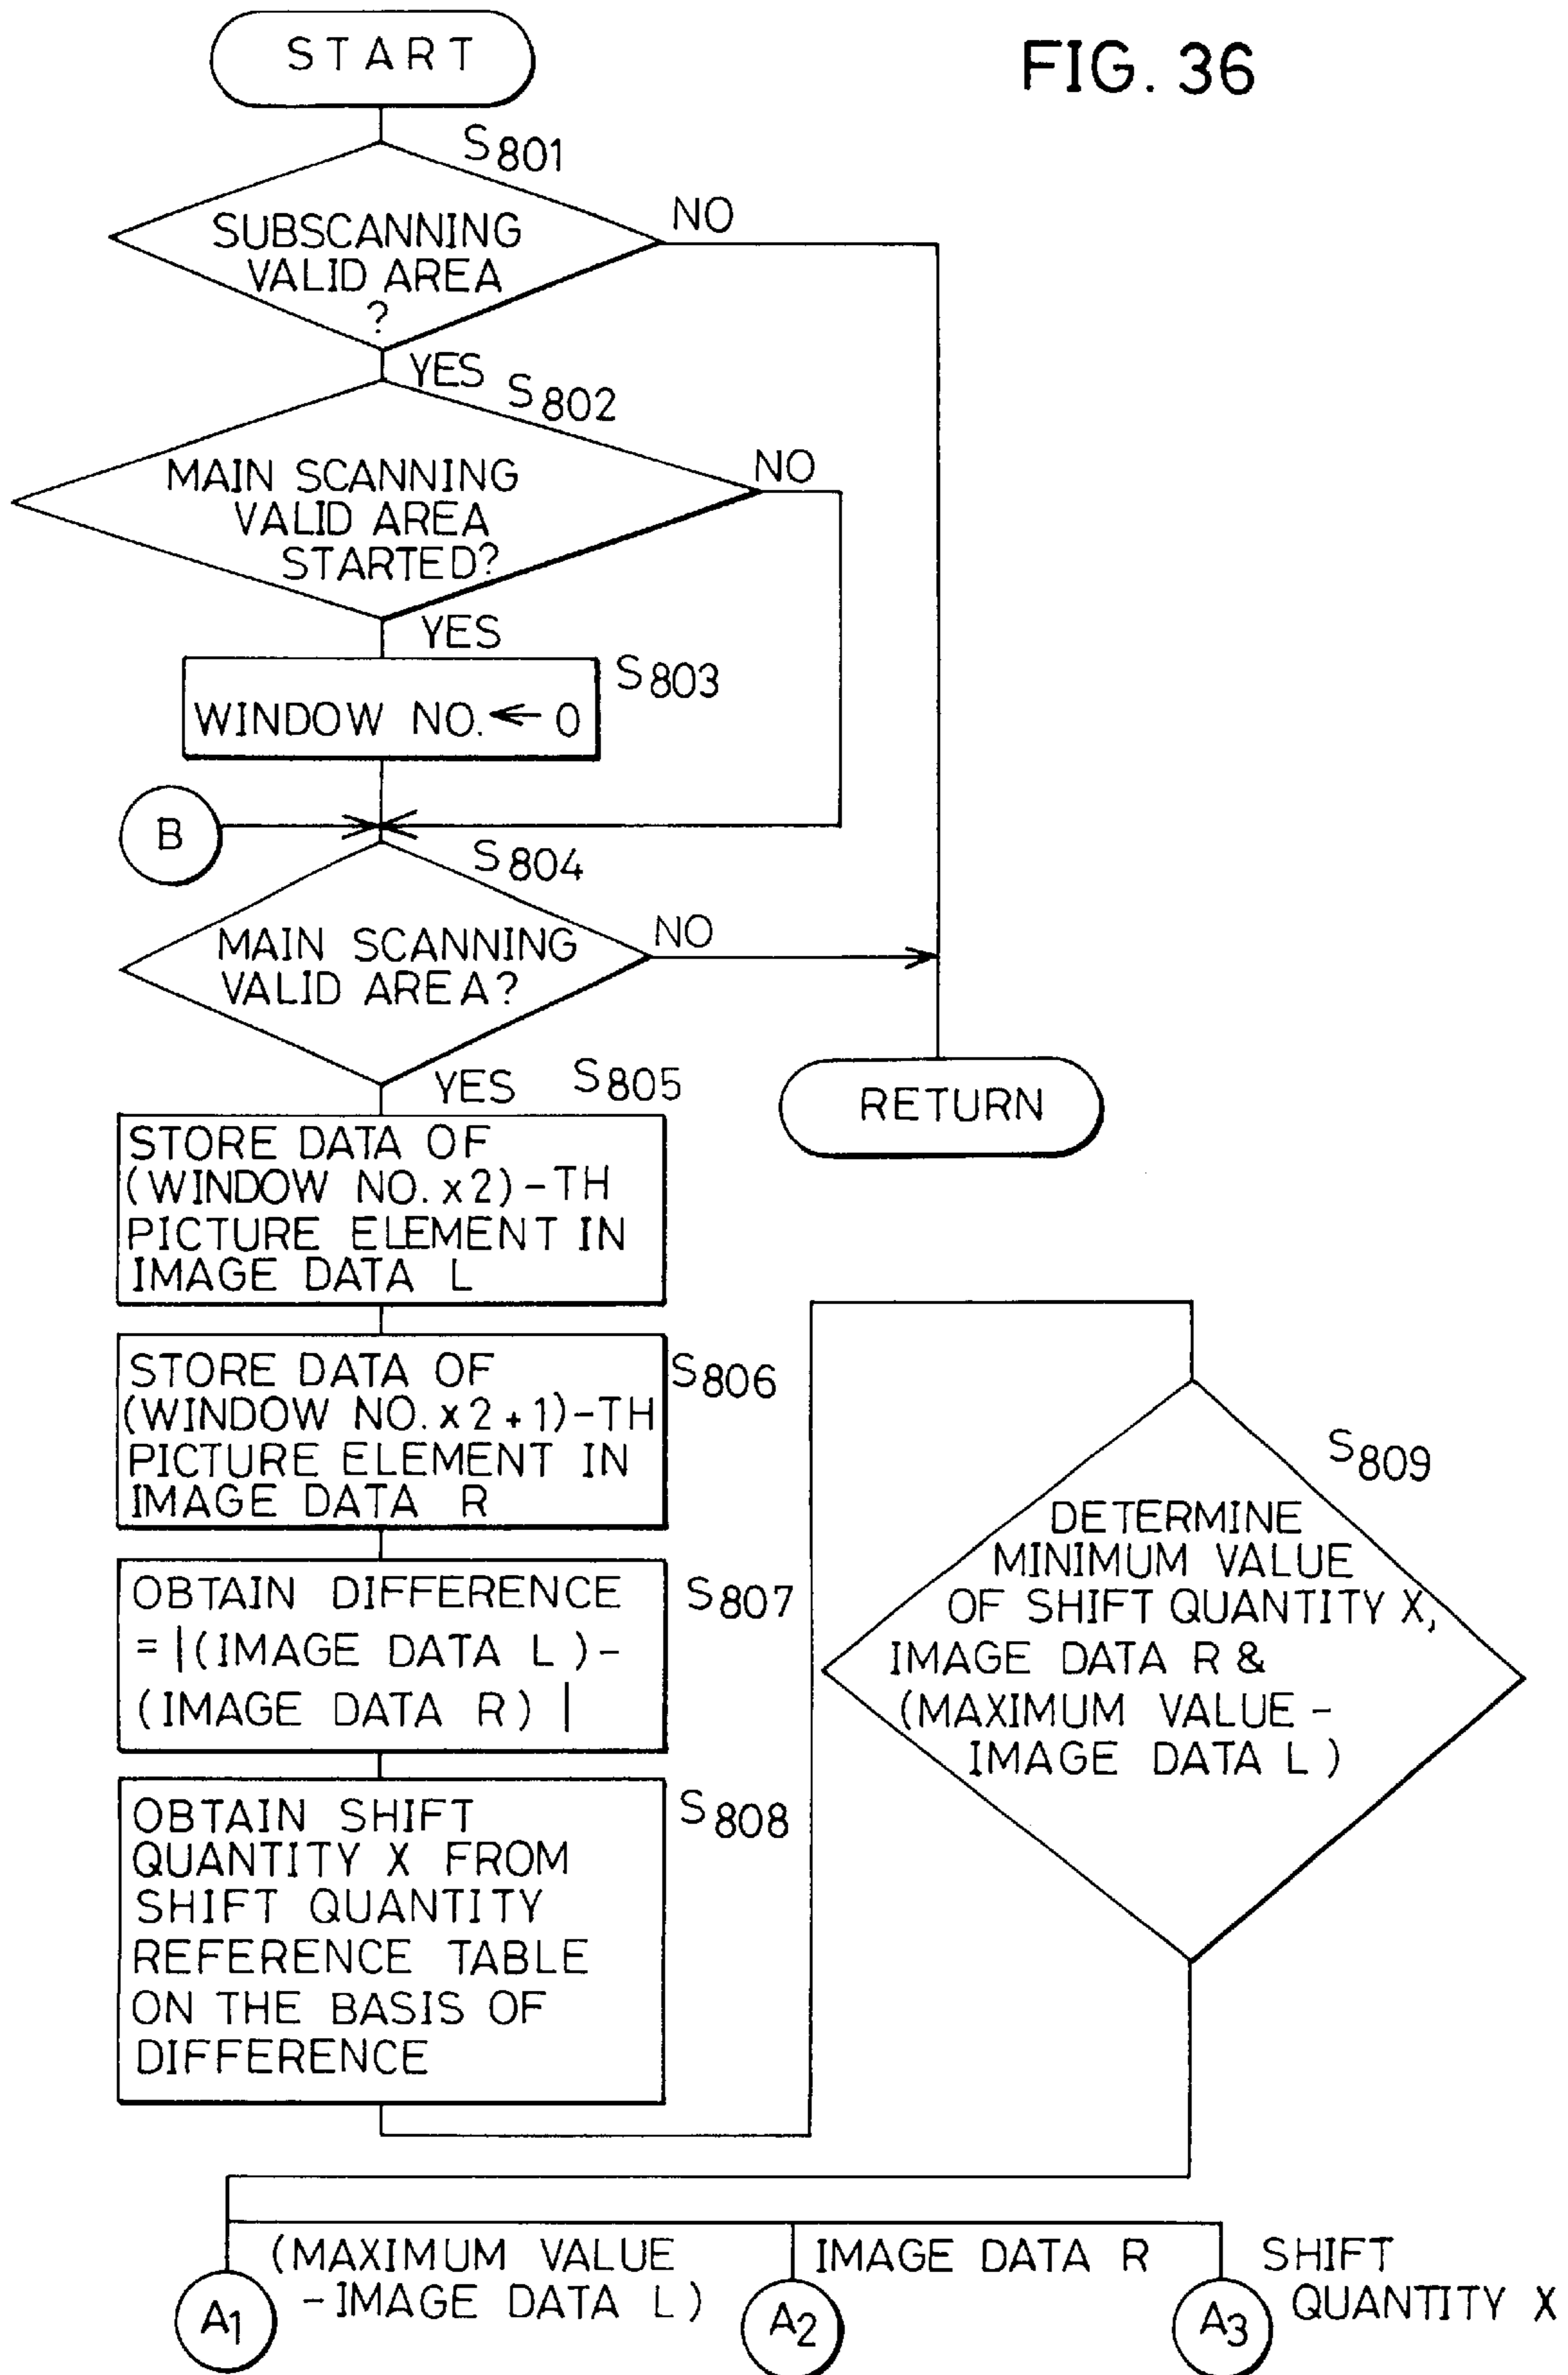 START
FIG. 36
S801
SUBSCANNING
VALID AREA
?
NO
YES
S802
MAIN SCANNING
VALID AREA
STARTED?
NO
YES
S803
WINDOW NO. ← 0
B
S804
MAIN SCANNING
VALID AREA?
NO
YES
S805
RETURN
STORE DATA OF
(WINDOW NO. x2)-TH
PICTURE ELEMENT IN
IMAGE DATA L
STORE DATA OF
(WINDOW NO. x2+1)-TH
PICTURE ELEMENT IN
IMAGE DATA R
S806
OBTAIN DIFFERENCE
=|(IMAGE DATA L)-
(IMAGE DATA R)|
S807
OBTAIN SHIFT
QUANTITY X FROM
SHIFT QUANTITY
REFERENCE TABLE
ON THE BASIS OF
DIFFERENCE
S808
S809
DETERMINE
MINIMUM VALUE
OF SHIFT QUANTITY X,
IMAGE DATA R &
(MAXIMUM VALUE-
IMAGE DATA L)
(MAXIMUM VALUE
-IMAGE DATA L)
A1
IMAGE DATA R
A2
SHIFT
QUANTITY X
A3